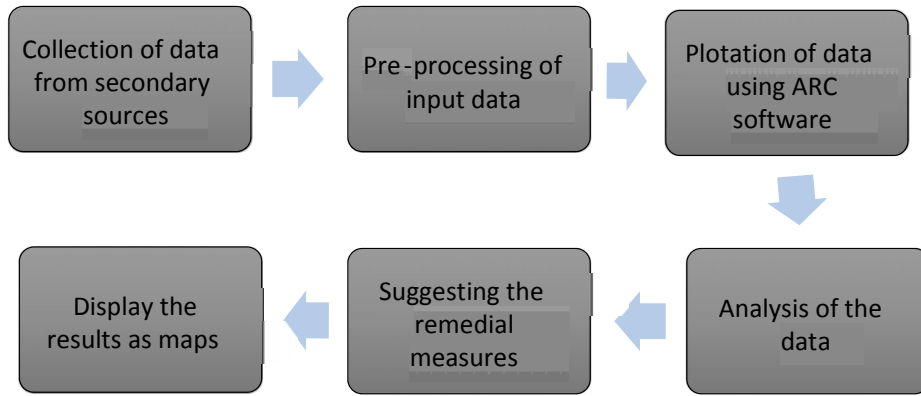 Collection of data
from secondary
sources
Pre-processing of
input data
Plotation of data
using ARC
software
Analysis of the
data
Suggesting the
remedial
measures
Display the
results as maps